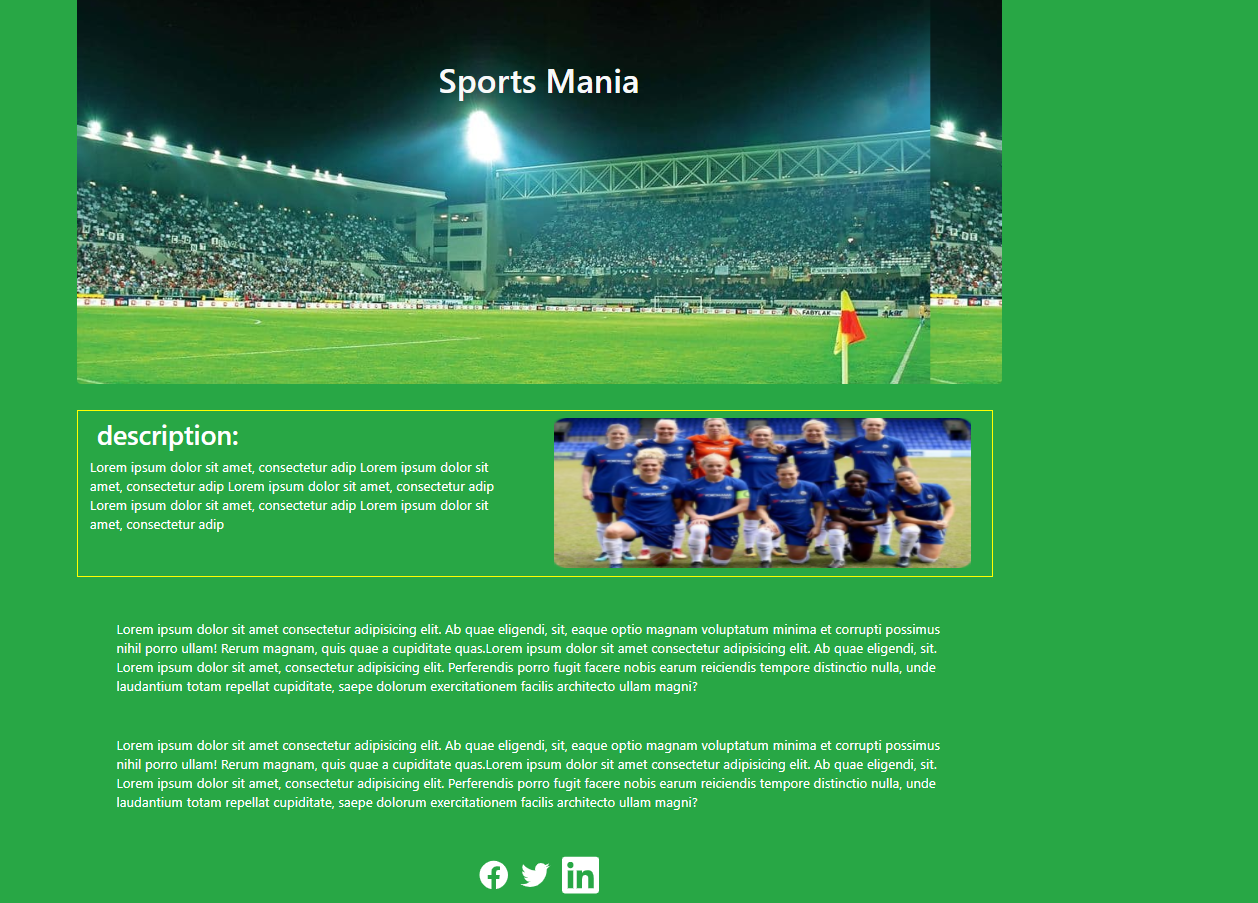 Sports Mania
description:
Lorem ipsum dolor sit amet, consectetur adip Lorem ipsum dolor sit
amet, consectetur adip Lorem ipsum dolor sit amet, consectetur adip
Lorem ipsum dolor sit amet, consectetur adip Lorem ipsum dolor sit
amet, consectetur adip
Lorem ipsum dolor sit amet consectetur adipisicing elit. Ab quae eligendi, sit, eaque optio magnam voluptatum minima et corrupti possimus
nihil porro ullam! Rerum magnam, quis quae a cupiditate quas.Lorem ipsum dolor sit amet consectetur adipisicing elit. Ab quae eligendi, sit.
Lorem ipsum dolor sit amet, consectetur adipisicing elit. Perferendis porro fugit facere nobis earum reiciendis tempore distinctio nulla, unde
laudantium totam repellat cupiditate, saepe dolorum exercitationem facilis architecto ullam magni?
Lorem ipsum dolor sit amet consectetur adipisicing elit. Ab quae eligendi, sit, eaque optio magnam voluptatum minima et corrupti possimus
nihil porro ullam! Rerum magnam, quis quae a cupiditate quas.Lorem ipsum dolor sit amet consectetur adipisicing elit. Ab quae eligendi, sit.
Lorem ipsum dolor sit amet, consectetur adipisicing elit. Perferendis porro fugit facere nobis earum reiciendis tempore distinctio nulla, unde
laudantium totam repellat cupiditate, saepe dolorum exercitationem facilis architecto ullam magni?
in